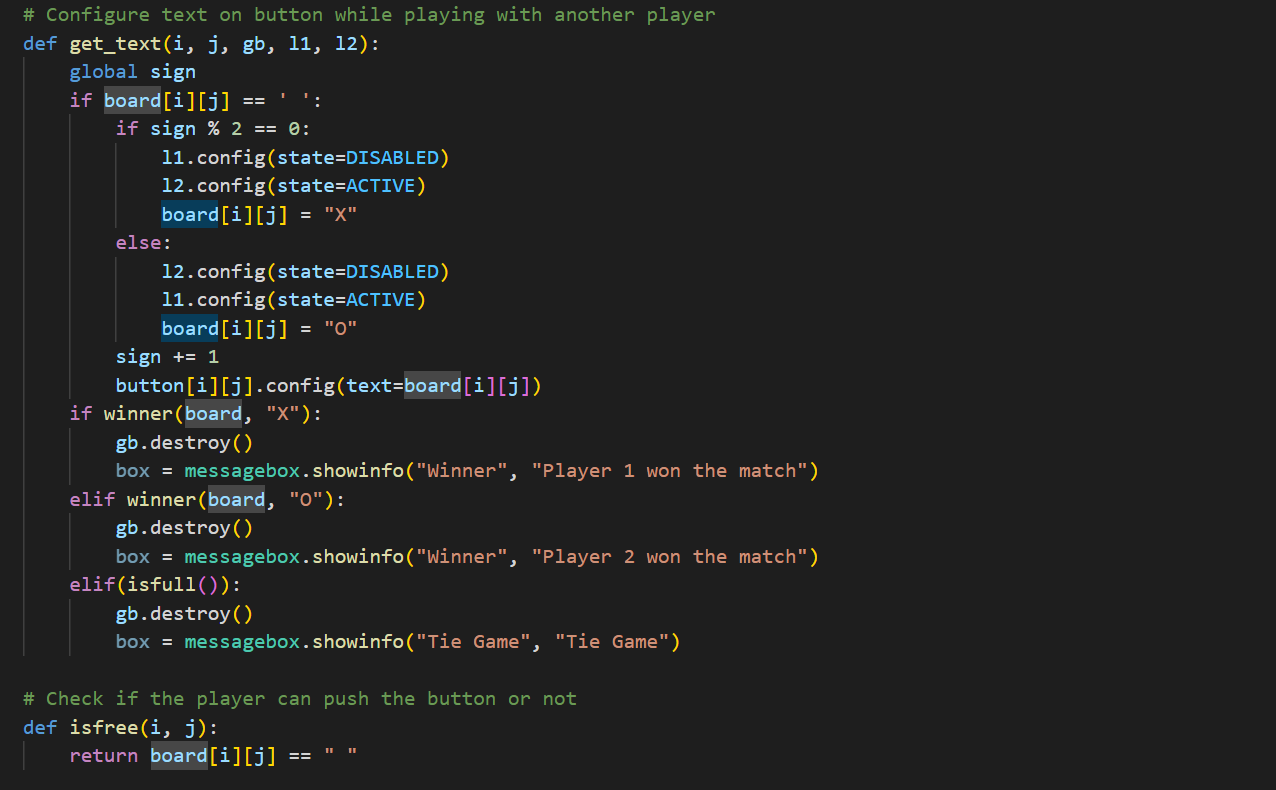 # Configure text on button while playing with another player
def get_text(i, j, gb, l1, l2):
    global sign
    if board[i][j] == ' ':
        if sign % 2 == 0:
            l1.config(state=DISABLED)
            l2.config(state=ACTIVE)
            board[i][j] = "X"
        else:
            l2.config(state=DISABLED)
            l1.config(state=ACTIVE)
            board[i][j] = "O"
        sign += 1
        button[i][j].config(text=board[i][j])
    if winner(board, "X"):
        gb.destroy()
        box = messagebox.showinfo("Winner", "Player 1 won the match")
    elif winner(board, "O"):
        gb.destroy()
        box = messagebox.showinfo("Winner", "Player 2 won the match")
    elif(isfull()):
        gb.destroy()
        box = messagebox.showinfo("Tie Game", "Tie Game")

# Check if the player can push the button or not
def isfree(i, j):
    return board[i][j] == " "